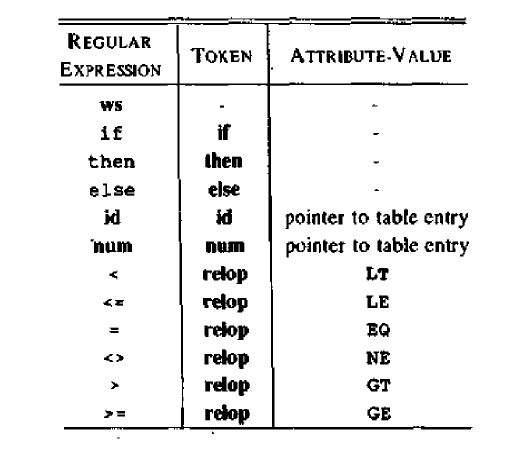 REGULAR EXPRESSION TOKEN ATTRIBUTE-VALUE
ws - -
if if -
then then -
else else -
id id pointer to table entry
num num pointer to table entry
< relop LT
<= relop LE
= relop EQ
<> relop NE
> relop GT
>= relop GE